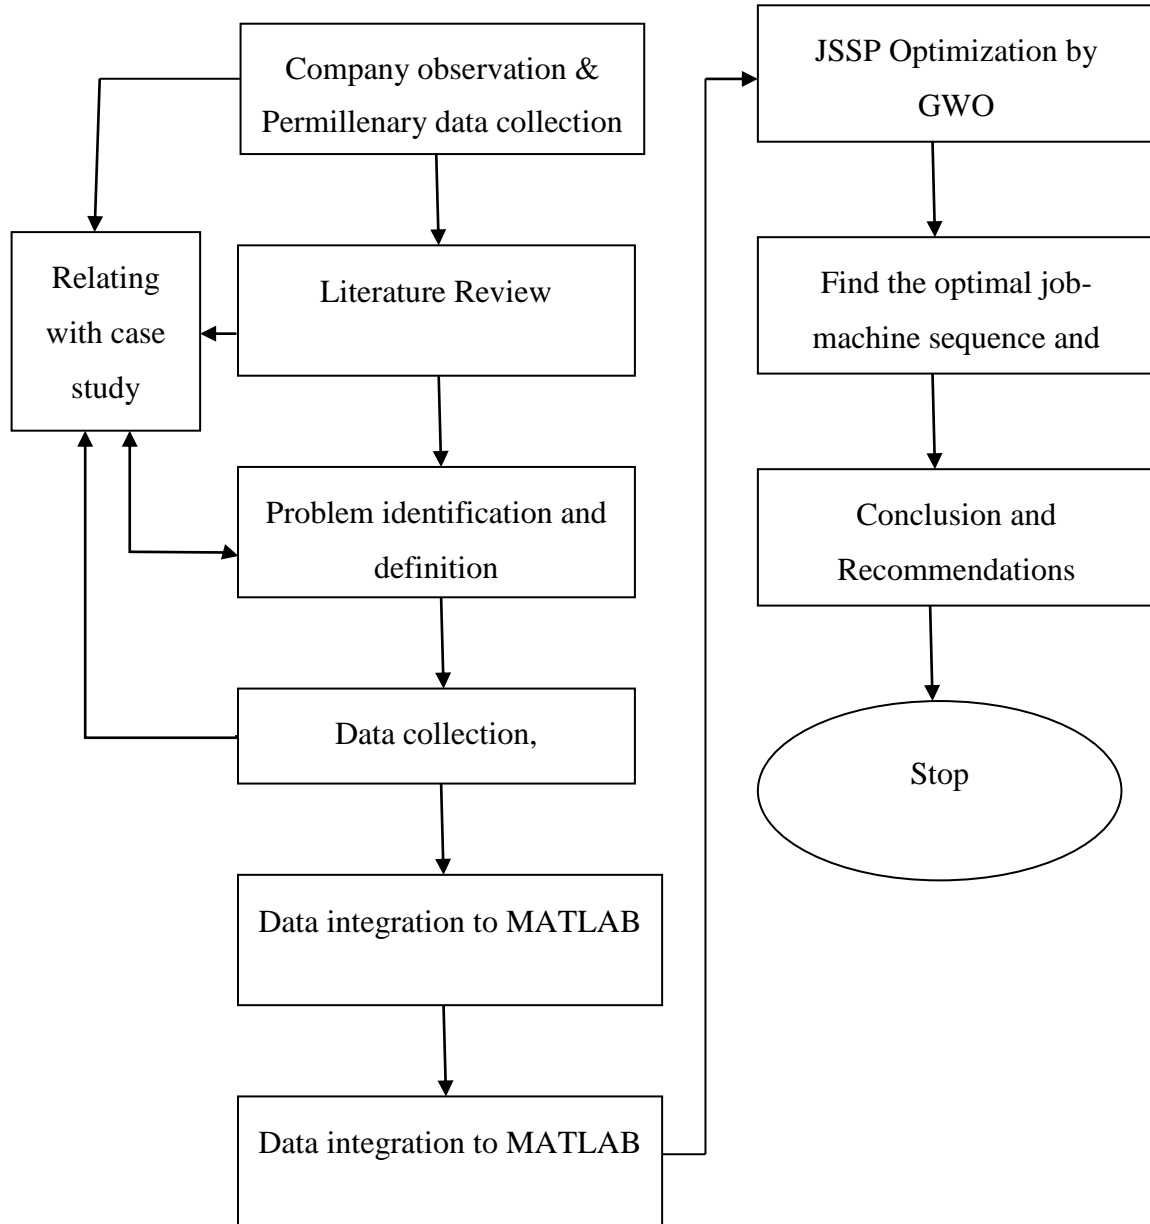 Company observation &
Permillenary data collection
Relating
with case
study
Literature Review
Problem identification and
definition
Data collection,
Data integration to MATLAB
Data integration to MATLAB
JSSP Optimization by
GWO
Find the optimal job-
machine sequence and
Conclusion and
Recommendations
Stop